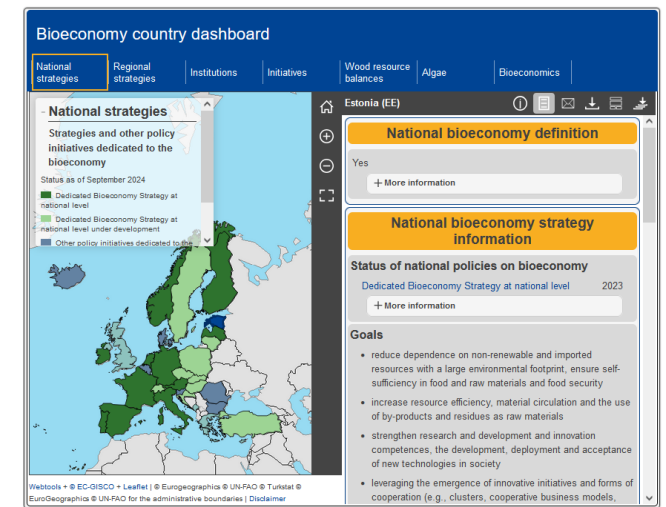 Bioeconomy country dashboard
National strategies
Regional strategies
Institutions
Initiatives
Wood resource balances
Algae
Bioeconomics
- National strategies
Strategies and other policy
initiatives dedicated to the
bioeconomy
Status as of September 2024
Dedicated Bioeconomy Strategy at
national level
Dedicated Bioeconomy Strategy at
national level under development
Other policy initiatives dedicated to the
Webtools + © EC-GISCO + Leaflet | © Eurogeographics © UN-FAO © Turkstat ©
EuroGeographics © UN-FAO for the administrative boundaries | Disclaimer
Estonia (EE)
National bioeconomy definition
Yes
+ More information
National bioeconomy strategy
information
Status of national policies on bioeconomy
Dedicated Bioeconomy Strategy at national level 2023
+ More information
Goals
• reduce dependence on non-renewable and imported
resources with a large environmental footprint, ensure self-
sufficiency in food and raw materials and food security
• increase resource efficiency, material circulation and the use
of by-products and residues as raw materials
• strengthen research and development and innovation
competences, the development, deployment and acceptance
of new technologies in society
• leveraging the emergence of innovative initiatives and forms of
cooperation (e.g., clusters, cooperative business models,